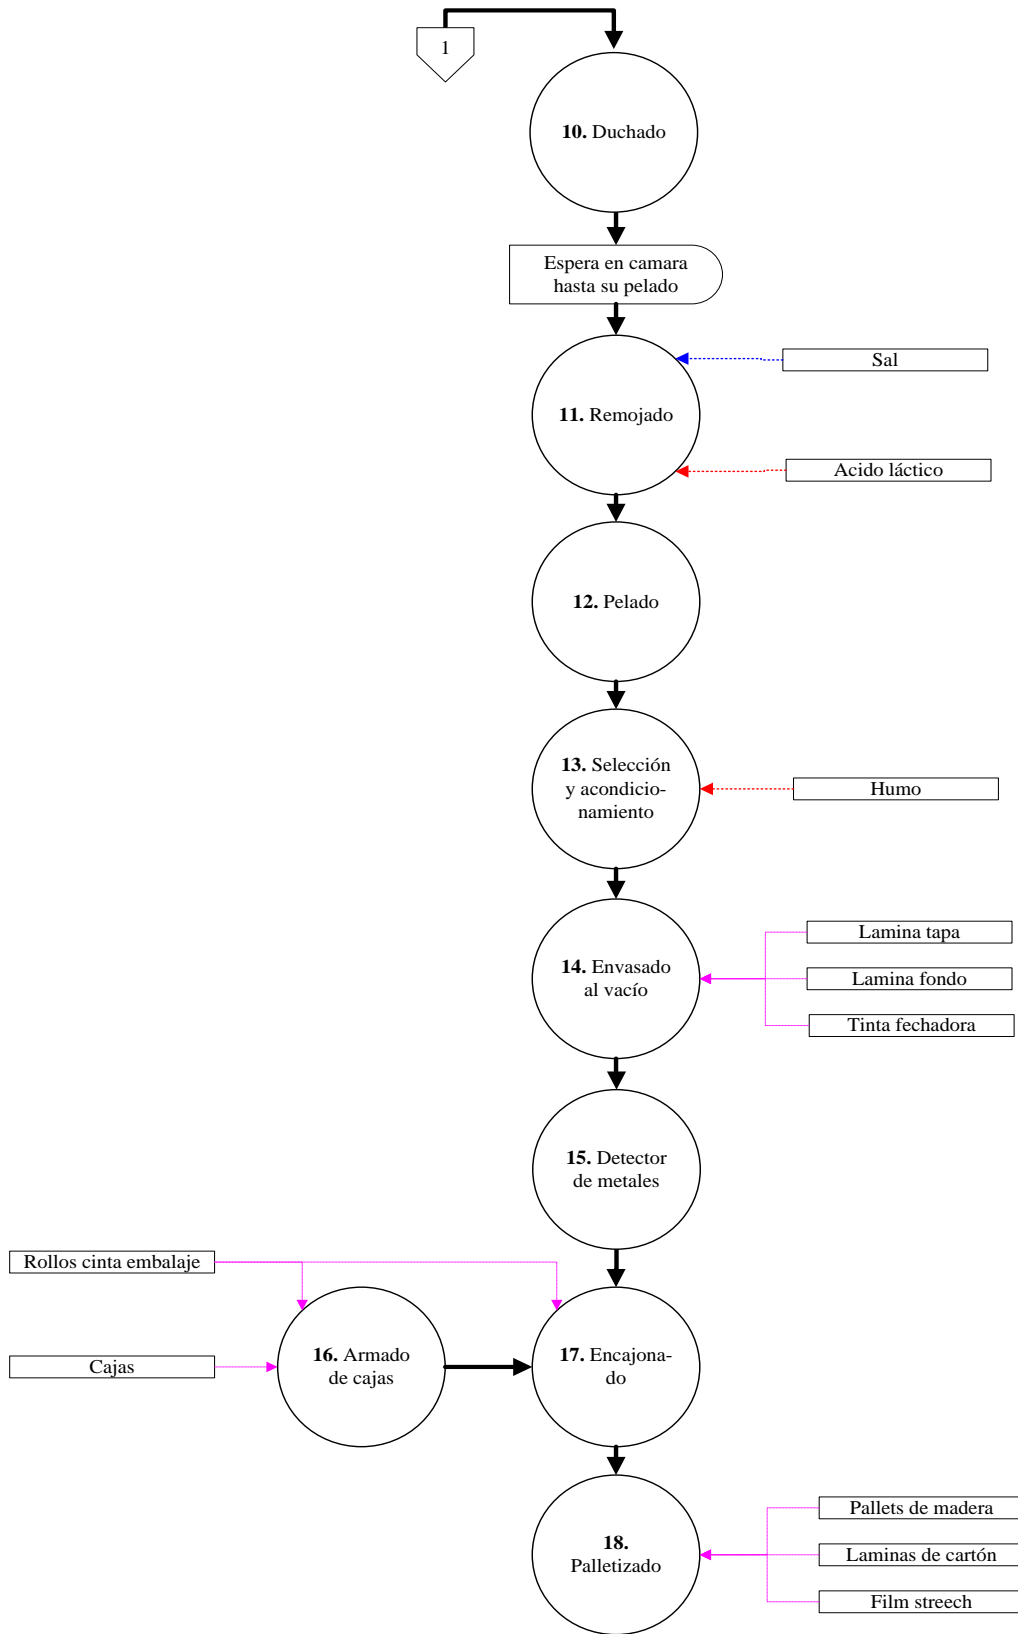 1
10. Duchado
Espera en camara
hasta su pelado
Sal
11. Remojado
Acido láctico
12. Pelado
13. Selección
y acondicio-
namiento
Humo
Lamina tapa
14. Envasado
al vacío
Lamina fondo
Tinta fechadora
15. Detector
de metales
Rollos cinta embalaje
16. Armado
de cajas
Cajas
17. Encajona-
do
18.
Palletizado
Pallets de madera
Laminas de cartón
Film streech